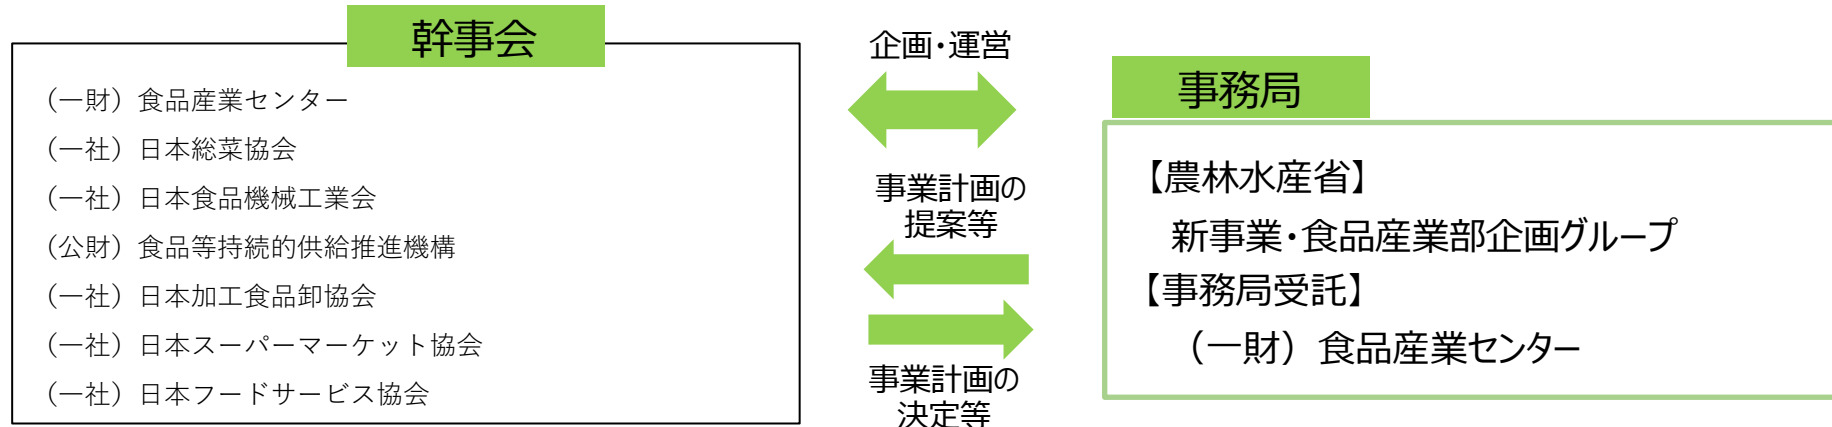 幹事会
（一財）食品産業センター
（一社）日本総菜協会
（一社）日本食品機械工業会
（公財）食品等持続的供給推進機構
（一社）日本加工食品卸協会
（一社）日本スーパーマーケット協会
（一社）日本フードサービス協会
企画・運営
事業計画の
提案等
事業計画の
決定等
事務局
【農林水産省】
新事業・食品産業部企画グループ
【事務局受託】
（一財）食品産業センター